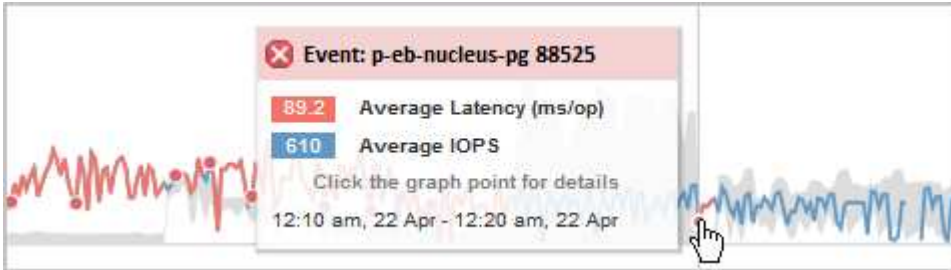 Event: p-eb-nucleus-pg 88525
89.2 Average Latency (ms/op)
610 Average IOPS
Click the graph point for details
12:10 am, 22 Apr - 12:20 am, 22 Apr